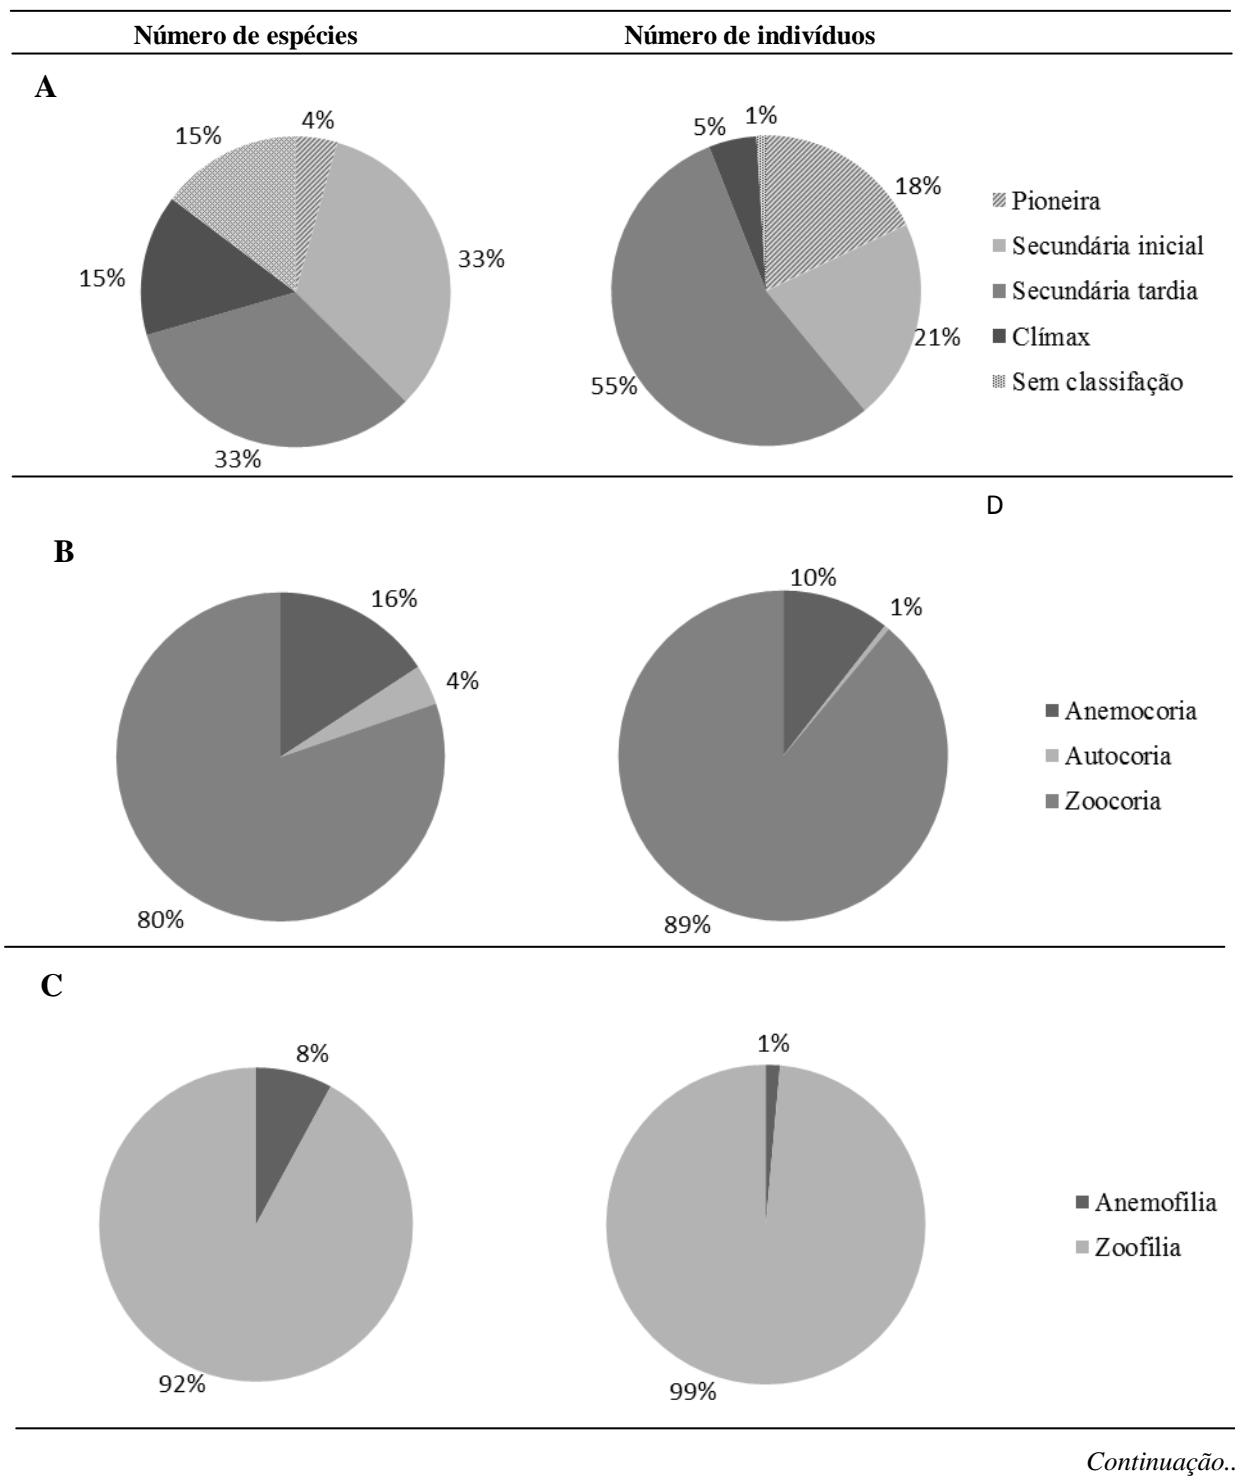 Número de espécies
Número de indivíduos
A
4%
33%
33%
15%
15%
1%
18%
21%
55%
5%
Pioneira
Secundária inicial
Secundária tardia
Clímax
Sem classifação
D
B
16%
4%
80%
10%
1%
89%
Anemocoria
Autocoria
Zoocoria
C
8%
92%
1%
99%
Anemofilia
Zoofilia
Continuação..